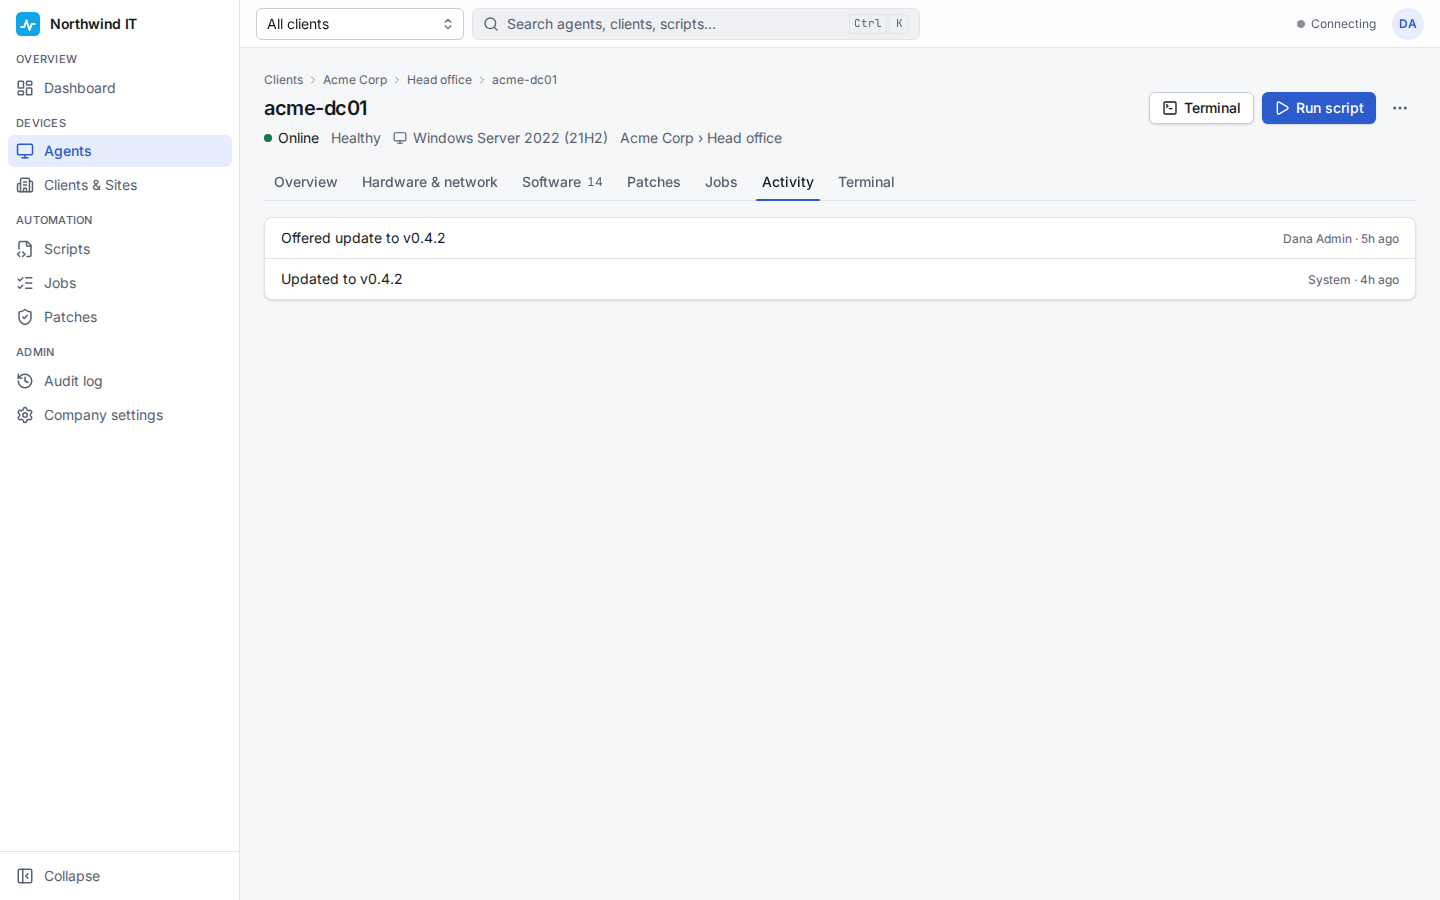 Northwind IT
OVERVIEW
Dashboard
DEVICES
Agents
Clients & Sites
AUTOMATION
Scripts
Jobs
Patches
ADMIN
Audit log
Company settings
Collapse
All clients
Search agents, clients, scripts...
Ctrl K
Connecting
DA
Clients > Acme Corp > Head office > acme-dc01
acme-dc01
Terminal
Run script
Online Healthy Windows Server 2022 (21H2) Acme Corp › Head office
Overview Hardware & network Software 14 Patches Jobs Activity Terminal
Offered update to v0.4.2 Dana Admin · 5h ago
Updated to v0.4.2 System · 4h ago